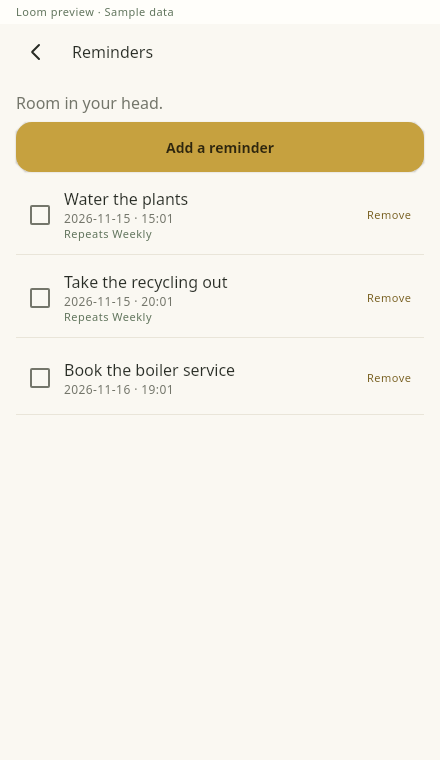 Loom preview · Sample data
Reminders
Room in your head.
Add a reminder
Water the plants
2026-11-15 · 15:01
Repeats Weekly
Remove
Take the recycling out
2026-11-15 · 20:01
Repeats Weekly
Remove
Book the boiler service
2026-11-16 · 19:01
Remove